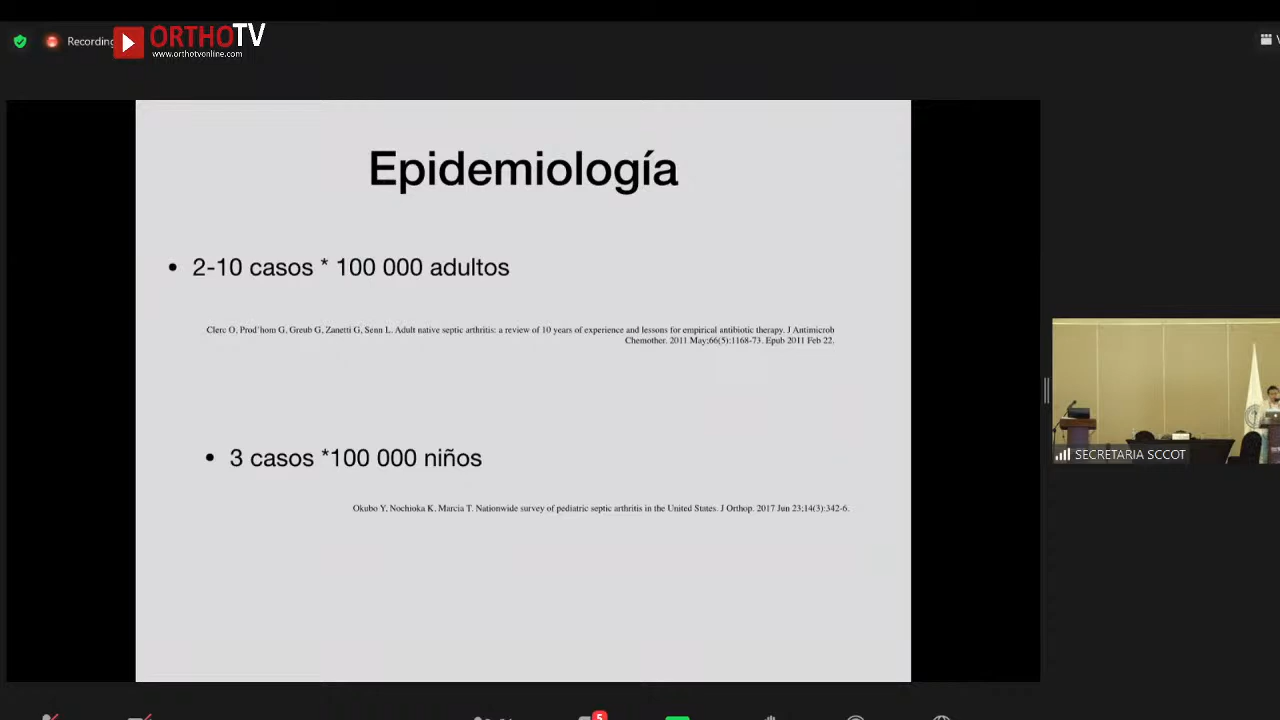 Recording
ORTHOTV
www.orthotvonline.com
Epidemiología
• 2-10 casos * 100 000 adultos
Clerc O, Prod'hom G, Greub G, Zanetti G, Senn L. Adult native septic arthritis: a review of 10 years of experience and lessons for empirical antibiotic therapy. J Antimicrob
Chemother. 2011 May;66(5):1168-73. Epub 2011 Feb 22.
• 3 casos *100 000 niños
Okubo Y, Nochioka K, Marcia T. Nationwide survey of pediatric septic arthritis in the United States. J Orthop. 2017 Jun 23;14(3):342-6.
SECRETARIA SCCOT
5